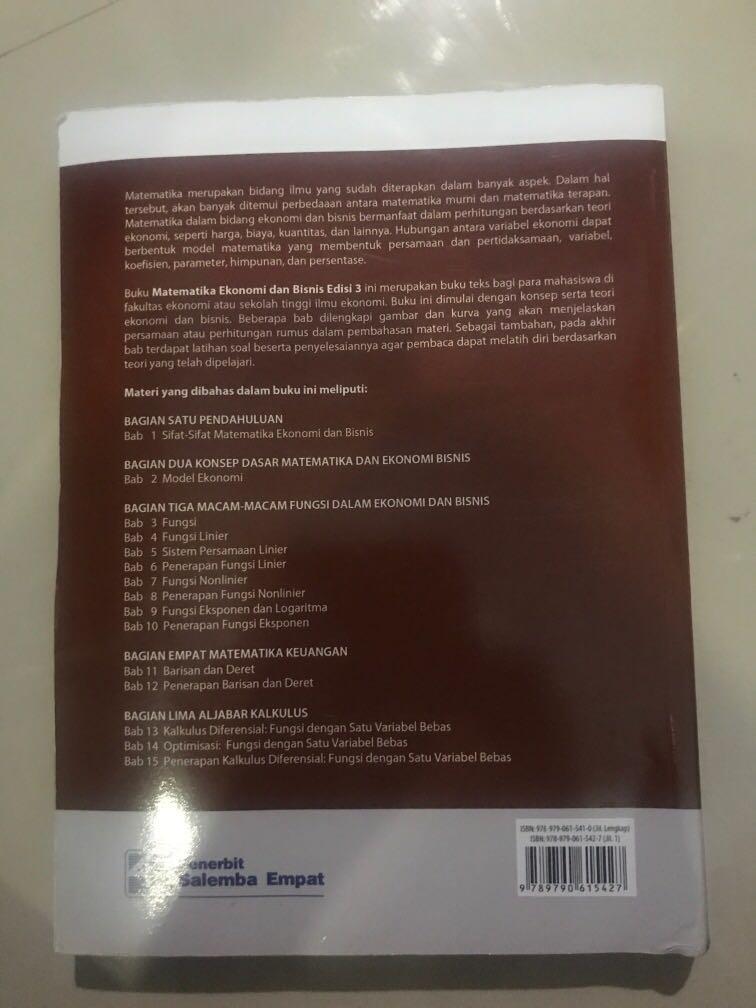 Matematika merupakan bidang ilmu yang sudah diterapkan dalam banyak aspek. Dalam hal
tersebut, akan banyak ditemui perbedaaan antara matematika murni dan matematika terapan.
Matematika dalam bidang ekonomi dan bisnis bermanfaat dalam perhitungan berdasarkan teori
ekonomi, seperti harga, biaya, kuantitas, dan lainnya. Hubungan antara variabel ekonomi dapat
berbentuk model matematika yang membentuk persamaan dan pertidaksamaan, variabel,
koefisien, parameter, himpunan, dan persentase.
Buku Matematika Ekonomi dan Bisnis Edisi 3 ini merupakan buku teks bagi para mahasiswa di
fakultas ekonomi atau sekolah tinggi ilmu ekonomi. Buku ini dimulai dengan konsep serta teori
ekonomi dan bisnis. Beberapa bab dilengkapi gambar dan kurva yang akan menjelaskan
persamaan atau perhitungan rumus dalam pembahasan materi. Sebagai tambahan, pada akhir
bab terdapat latihan soal beserta penyelesaiannya agar pembaca dapat melatih diri berdasarkan
teori yang telah dipelajari.
Materi yang dibahas dalam buku ini meliputi:
BAGIAN SATU PENDAHULUAN
Bab 1 Sifat-Sifat Matematika Ekonomi dan Bisnis
BAGIAN DUA KONSEP DASAR MATEMATIKA DAN EKONOMI BISNIS
Bab 2 Model Ekonomi
BAGIAN TIGA MACAM-MACAM FUNGSI DALAM EKONOMI DAN BISNIS
Bab 3 Fungsi
Bab 4 Fungsi Linier
Bab 5 Sistem Persamaan Linier
Bab 6 Penerapan Fungsi Linier
Bab 7 Fungsi Nonlinier
Bab 8 Penerapan Fungsi Nonlinier
Bab 9 Fungsi Eksponen dan Logaritma
Bab 10 Penerapan Fungsi Eksponen
BAGIAN EMPAT MATEMATIKA KEUANGAN
Bab 11 Barisan dan Deret
Bab 12 Penerapan Barisan dan Deret
BAGIAN LIMA ALJABAR KALKULUS
Bab 13 Kalkulus Diferensial: Fungsi dengan Satu Variabel Bebas
Bab 14 Optimisasi: Fungsi dengan Satu Variabel Bebas
Bab 15 Penerapan Kalkulus Diferensial: Fungsi dengan Satu Variabel Bebas
Penerbit
Salemba Empat
ISBN: 978-979-061-541-0 (Jil. Lengkap)
ISBN: 978-979-061-542-7 (Jil. 1)
9 789790 615427